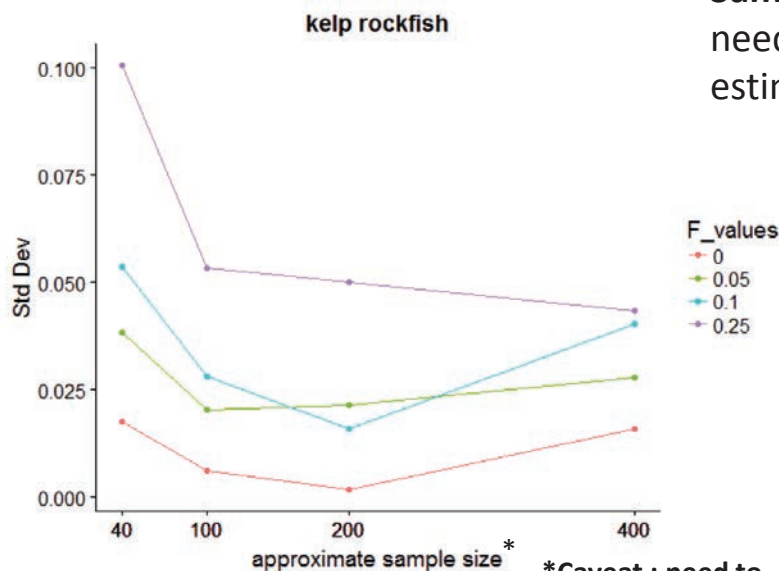 kelp rockfish
need
0.100
0.075
0.050
0.025
0.000
Std Dev
40 100 200 400
approximate sample size*
F_values
0
0.05
0.1
0.25
*Caveat : need to